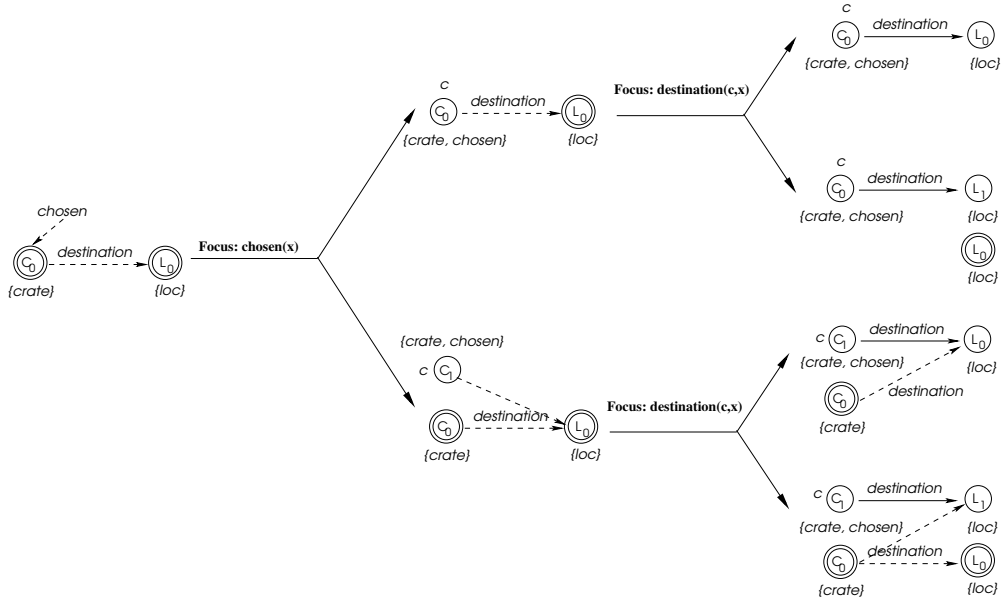 chosen
destination
C0
L0
{crate}
{loc}
Focus: chosen(x)
c
destination
C0
L0
{crate, chosen}
{loc}
Focus: destination(c,x)
{crate, chosen}
c
C1
destination
C0
L0
{crate}
{loc}
Focus: destination(c,x)
c
destination
C0
L0
{crate, chosen}
{loc}
c
destination
C0
L1
{crate, chosen}
{loc}
L0
{loc}
destination
c
C1
L0
{crate, chosen}
{loc}
C0
destination
{crate}
destination
c
C1
L1
{crate, chosen}
{loc}
destination
C0
L0
{crate}
{loc}